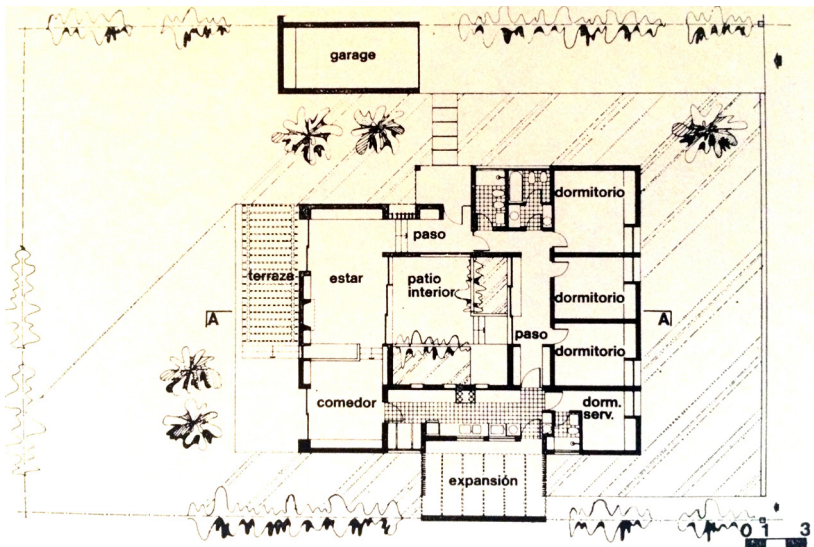 garage
dormitorio
paso
terraza
estar
patio
interior
dormitorio
A
A
paso
dormitorio
comedor
dorm.
serv.
expansión
0 1 3